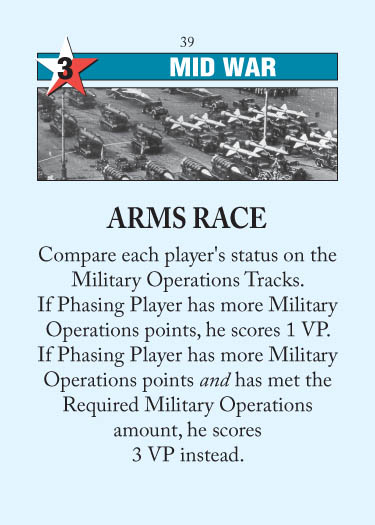 39
3 MID WAR
ARMS RACE
Compare each player's status on the
Military Operations Tracks.
If Phasing Player has more Military
Operations points, he scores 1 VP.
If Phasing Player has more Military
Operations points and has met the
Required Military Operations
amount, he scores
3 VP instead.